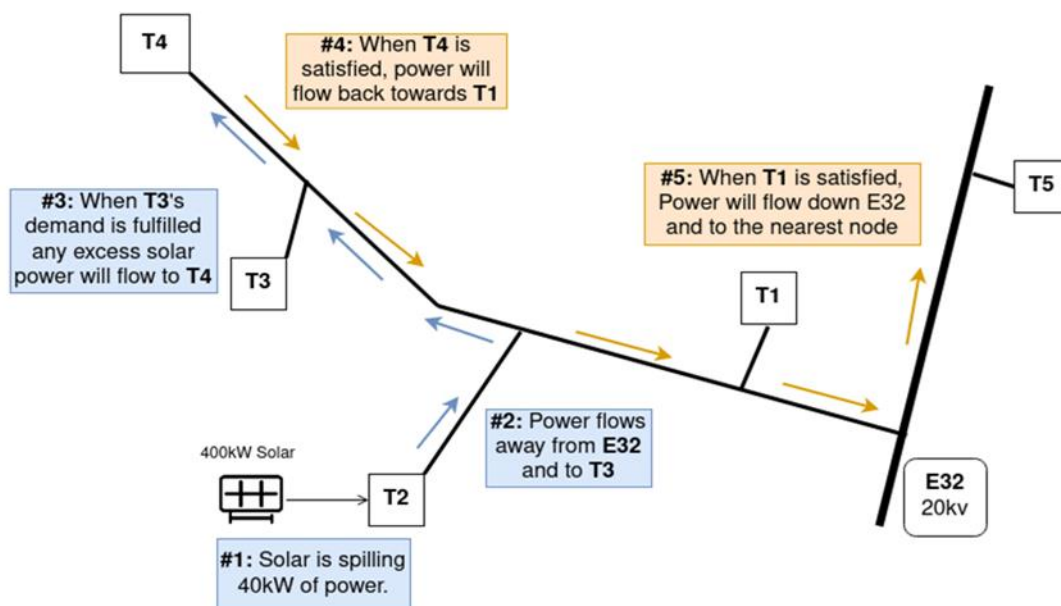 T4
#4: When T4 is
satisfied, power will
flow back towards T1
#3: When T3's
demand is fulfilled
any excess solar
power will flow to T4
T3
#5: When T1 is satisfied,
Power will flow down E32
and to the nearest node
T5
T1
400kW Solar
T2
#2: Power flows
away from E32
and to T3
E32
20kv
#1: Solar is spilling
40kW of power.